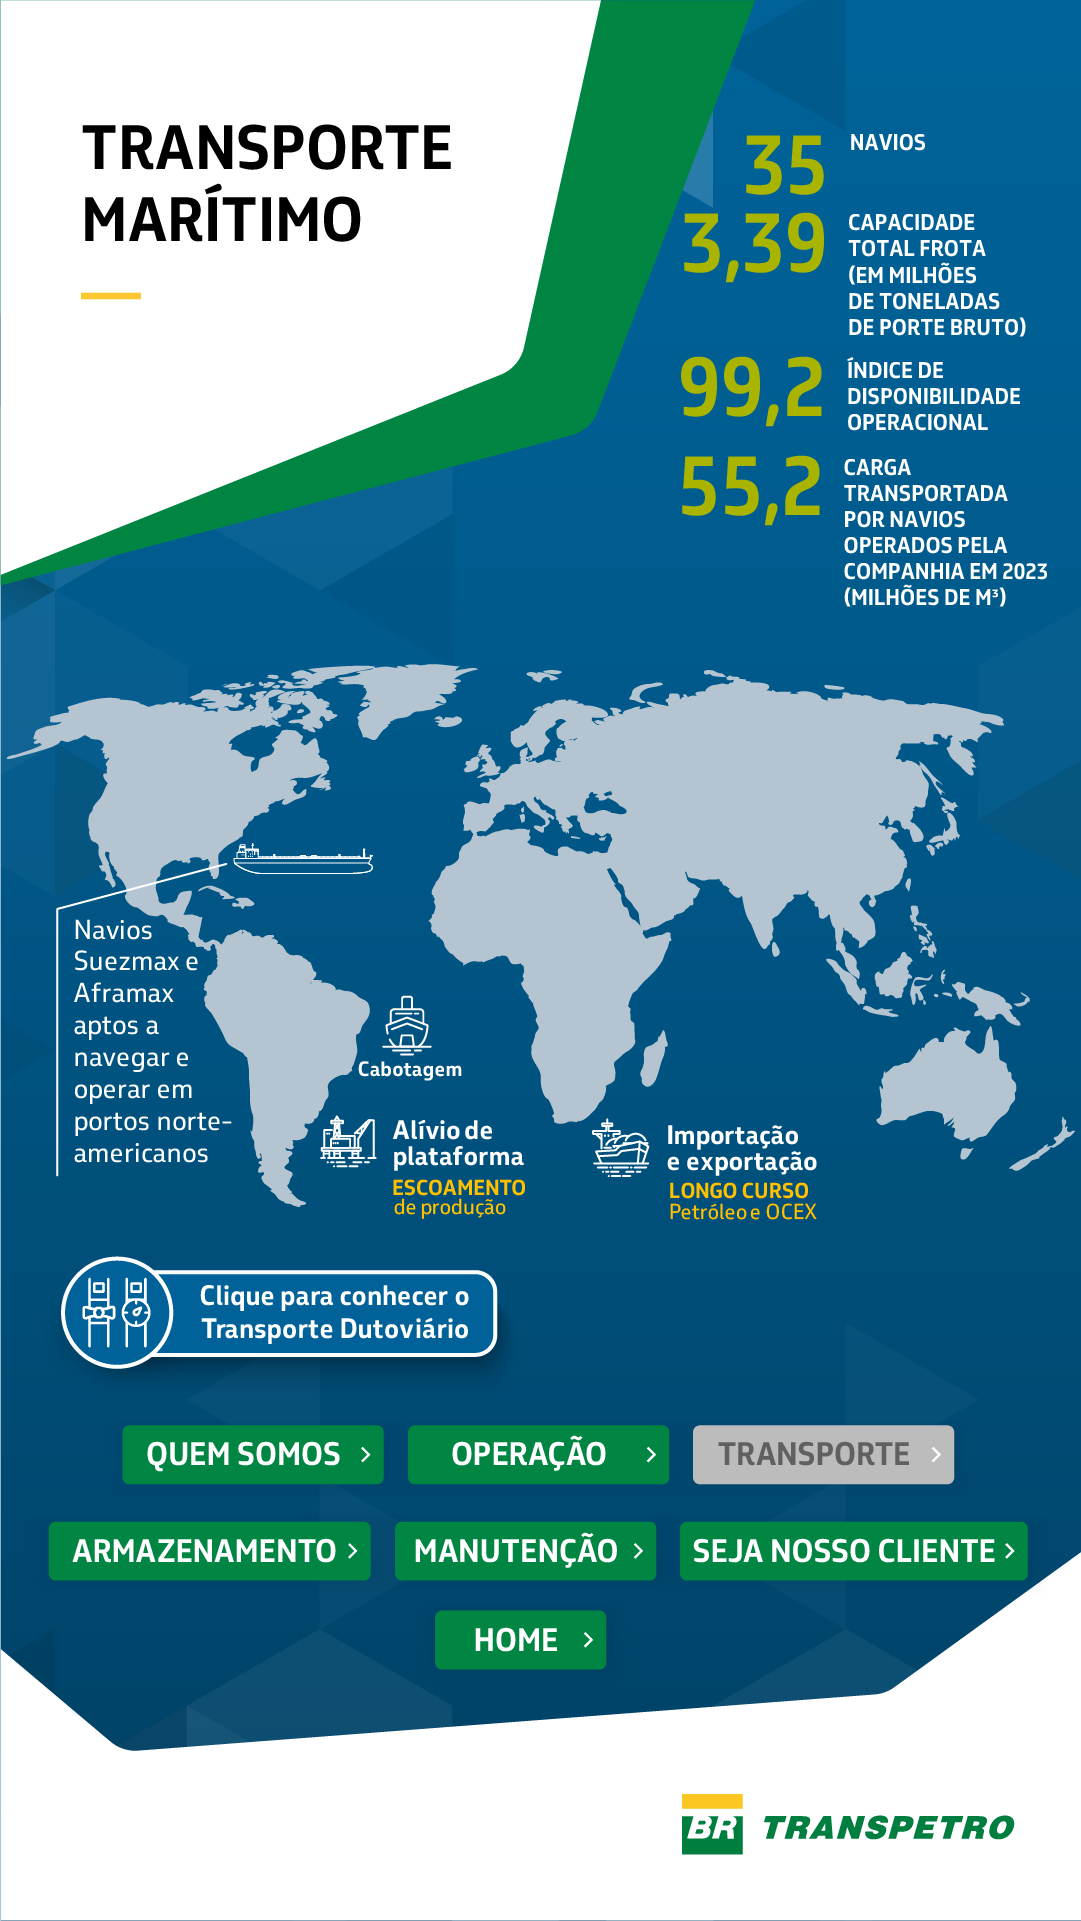 TRANSPORTE
MARÍTIMO
35
NAVIOS
3,39
CAPACIDADE
TOTAL FROTA
(EM MILHÕES
DE TONELADAS
DE PORTE BRUTO)
99,2
ÍNDICE DE
DISPONIBILIDADE
OPERACIONAL
55,2
CARGA
TRANSPORTADA
POR NAVIOS
OPERADOS PELA
COMPANHIA EM 2023
(MILHÕES DE M³)
Navios
Suezmax e
Aframax
aptos a
navegar e
operar em
portos norte-
americanos
Cabotagem
Alívio de
plataforma
ESCOAMENTO
de produção
Importação
e exportação
LONGO CURSO
Petróleo e OCEX
Clique para conhecer o
Transporte Dutoviário
QUEM SOMOS
OPERAÇÃO
TRANSPORTE
ARMAZENAMENTO
MANUTENÇÃO
SEJA NOSSO CLIENTE
HOME
BR TRANSPETRO